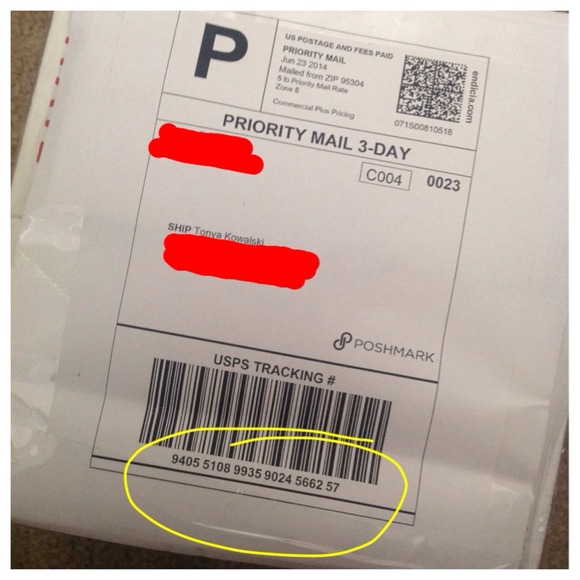 P
US POSTAGE AND FEES PAID
PRIORITY MAIL
Jun 23 2014
Mailed from ZIP 95304
5 lb Priority Mail Rate
Zone 8
Commercial Plus Pricing
071S00810518
endicia.com
PRIORITY MAIL 3-DAY
C004 0023
SHIP Tonya Kowalski
POSHMARK
USPS TRACKING #
9405 5108 9935 9024 5662 57